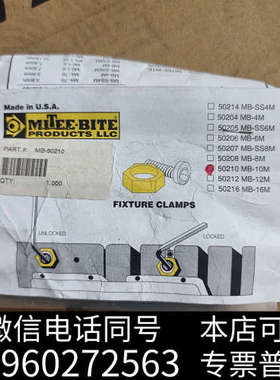 Made in U.S.A.
MiTEE-BITE
PRODUCTS LLC
PART #: MB-50210
QTY: 1.000
50214 MB-SS4M
50204 MB-4M
50205 MB-SS6M
50206 MB-6M
50207 MB-SS8M
50208 MB-8M
50210 MB-10M
50212 MB-12M
50216 MB-16M
FIXTURE CLAMPS
UNLOCKED
LOCKED
微信电话同号
960272563
本店可
专票普票